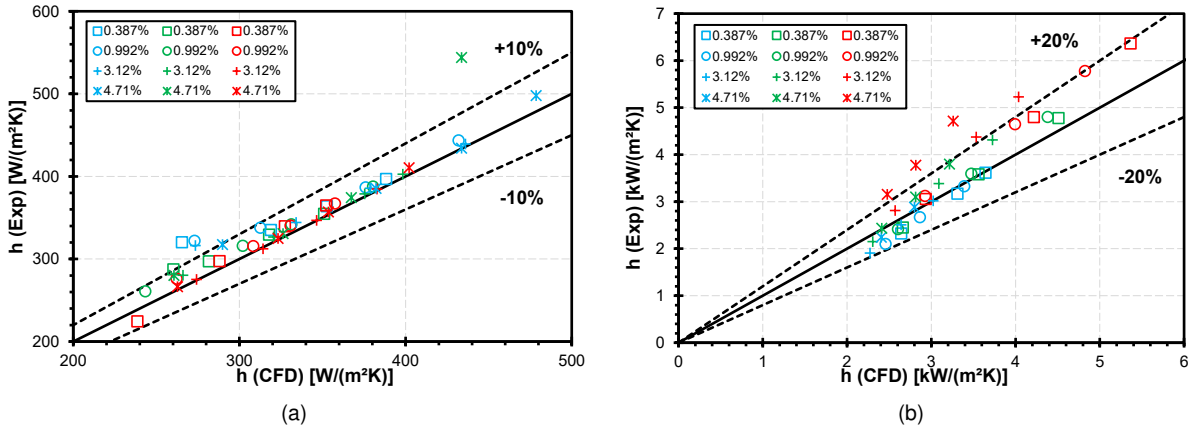 h (Exp) [W/(m²K)]
600
500
400
300
200
□ 0.387% □ 0.387% □ 0.387%
○ 0.992% ○ 0.992% ○ 0.992%
+ 3.12% + 3.12% + 3.12%
✳ 4.71% ✳ 4.71% ✳ 4.71%
+10%
-10%
200 300 400 500
h (CFD) [W/(m²K)]
(a)
h (Exp) [kW/(m²K)]
7
6
5
4
3
2
1
0
□ 0.387% □ 0.387% □ 0.387%
○ 0.992% ○ 0.992% ○ 0.992%
+ 3.12% + 3.12% + 3.12%
✳ 4.71% ✳ 4.71% ✳ 4.71%
+20%
-20%
0 1 2 3 4 5 6
h (CFD) [kW/(m²K)]
(b)